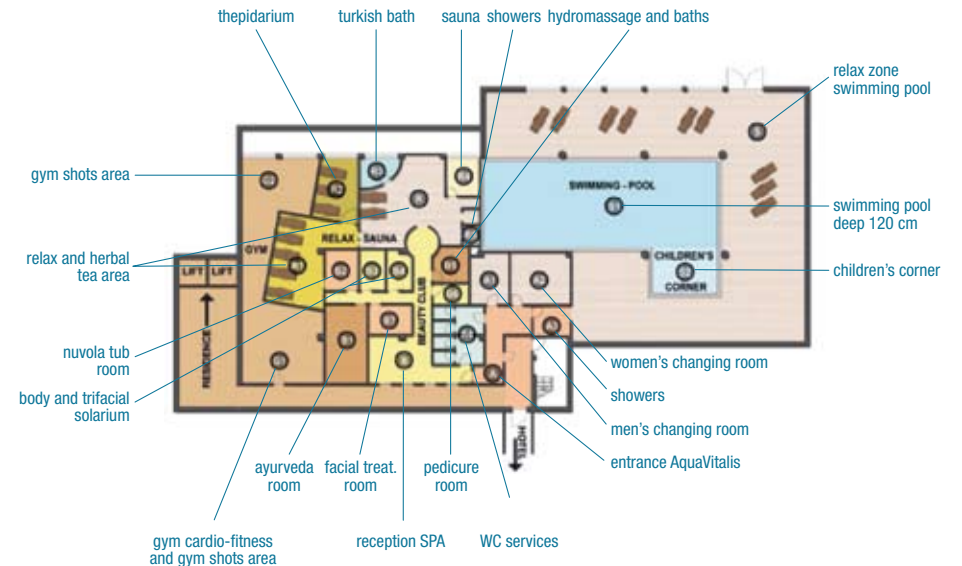 thepidarium
turkish bath
sauna
showers
hydromassage and baths
relax zone
swimming pool
gym shots area
SWIMMING - POOL
swimming pool
deep 120 cm
GYM
RELAX - SAUNA
relax and herbal
tea area
LIFT
LIFT
CHILDREN'S
CORNER
children's corner
BEAUTY CLUB
RESIDENCE
nuvola tub
room
women's changing room
body and trifacial
solarium
showers
men's changing room
HOTEL
entrance AquaVitalis
ayurveda
room
facial treat.
room
pedicure
room
gym cardio-fitness
and gym shots area
reception SPA
WC services